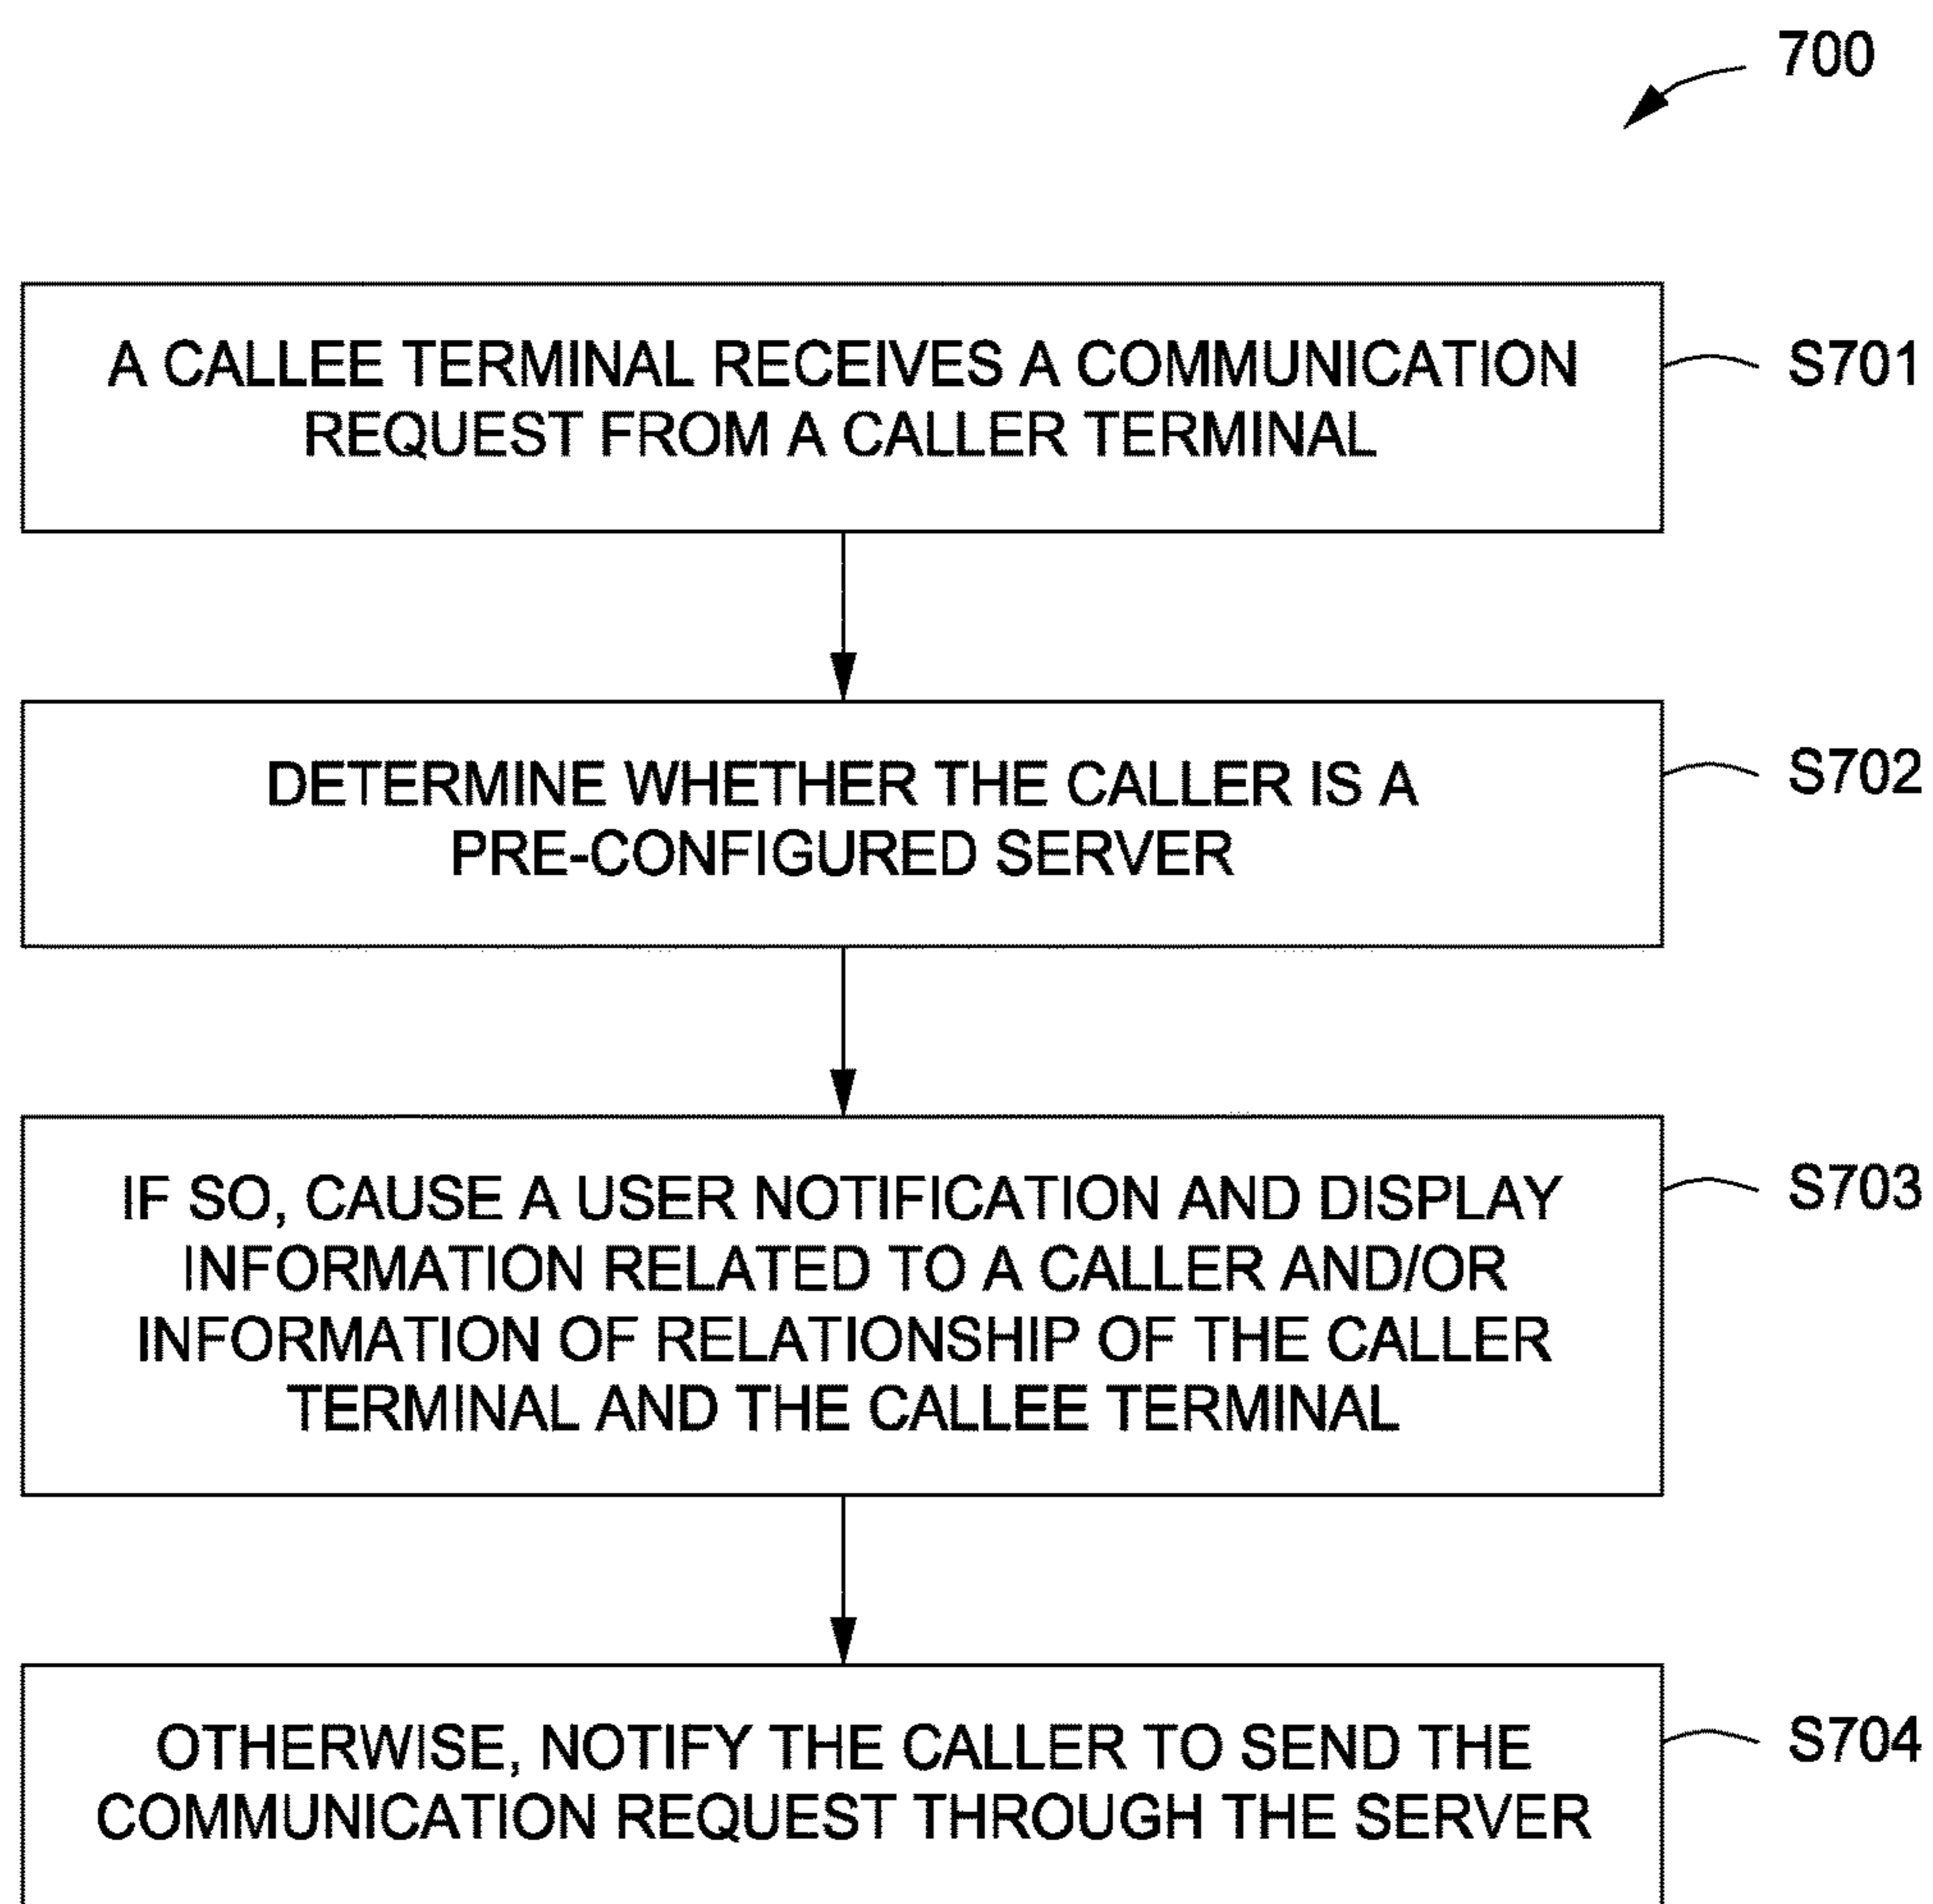 700
A CALLEE TERMINAL RECEIVES A COMMUNICATION
REQUEST FROM A CALLER TERMINAL
S701
DETERMINE WHETHER THE CALLER IS A
PRE-CONFIGURED SERVER
S702
IF SO, CAUSE A USER NOTIFICATION AND DISPLAY
INFORMATION RELATED TO A CALLER AND/OR
INFORMATION OF RELATIONSHIP OF THE CALLER
TERMINAL AND THE CALLEE TERMINAL
S703
OTHERWISE, NOTIFY THE CALLER TO SEND THE
COMMUNICATION REQUEST THROUGH THE SERVER
S704